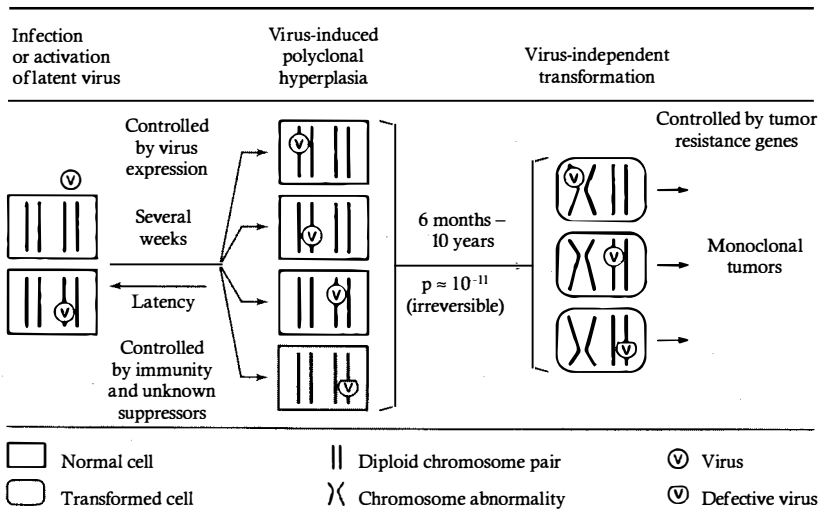 Infection
or activation
of latent virus
Virus-induced
polyclonal
hyperplasia
Virus-independent
transformation
Controlled
by virus
expression
Several
weeks
Latency
Controlled
by immunity
and unknown
suppressors
V
V
V
V
V
V
6 months –
10 years
p ≈ 10⁻¹¹
(irreversible)
V
V
V
Controlled by tumor
resistance genes
Monoclonal
tumors
Normal cell
Transformed cell
Diploid chromosome pair
Chromosome abnormality
V Virus
V Defective virus